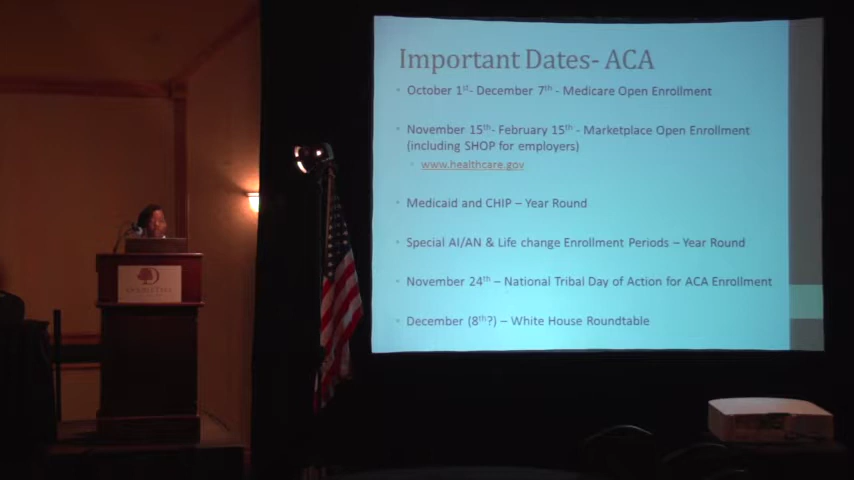 Important Dates- ACA
• October 1st- December 7th - Medicare Open Enrollment
• November 15th- February 15th - Marketplace Open Enrollment
(including SHOP for employers)
• www.healthcare.gov
• Medicaid and CHIP – Year Round
• Special AI/AN & Life change Enrollment Periods – Year Round
• November 24th – National Tribal Day of Action for ACA Enrollment
• December (8th?) – White House Roundtable
DOUBLETREE